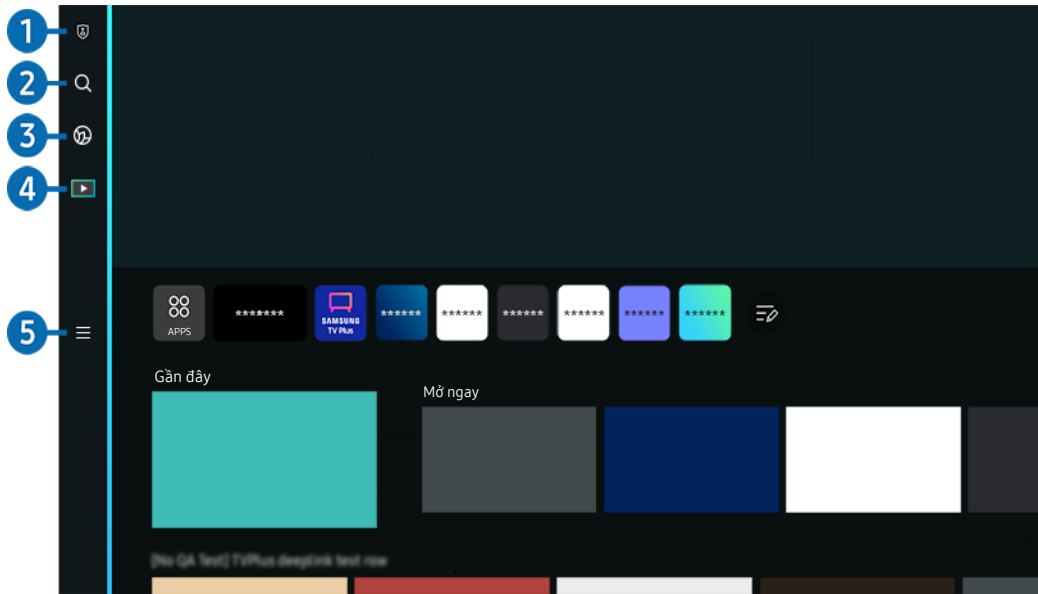 1
2
3
4
5
APPS
*******
SAMSUNG
TV Plus
******
******
******
******
******
******
Gần đây
Mở ngay
[No QA Test] TVPlus deeplink test row